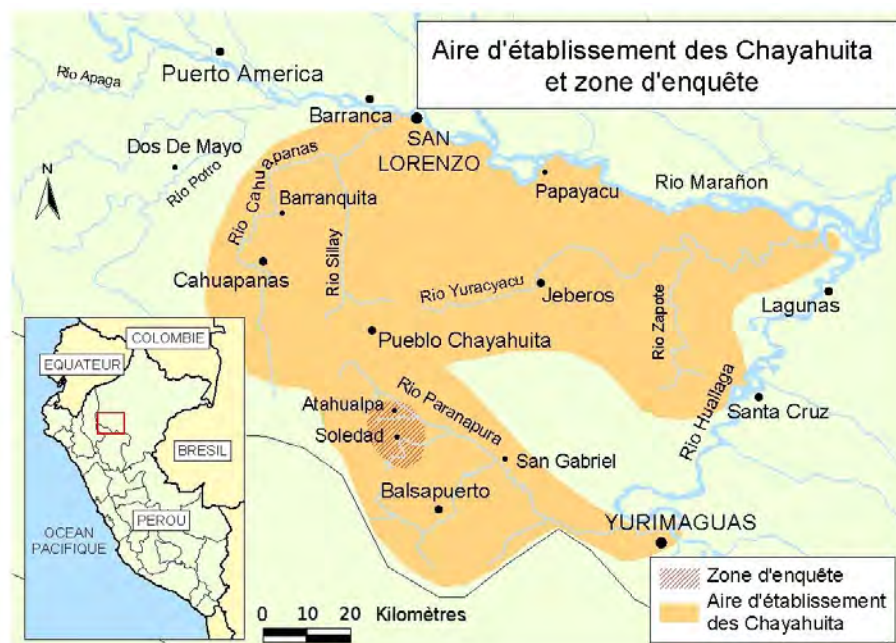 Aire d'établissement des Chayahuita
et zone d'enquête
Puerto America
Rio Apaga
Barranca
SAN
LORENZO
Dos De Mayo
Rio Potro
N
Rio Cahuapanas
Barranquita
Papayacu
Rio Marañon
Rio Sillay
Cahuapanas
Rio Yuracyacu
Jeberos
Rio Zapote
Lagunas
Pueblo Chayahuita
Rio Huallaga
Rio Paranapura
Atahualpa
Soledad
Santa Cruz
San Gabriel
Balsapuerto
YURIMAGUAS
COLOMBIE
EQUATEUR
BRESIL
PEROU
OCEAN
PACIFIQUE
0 10 20 Kilomètres
Zone d'enquête
Aire d'établissement
des Chayahuita